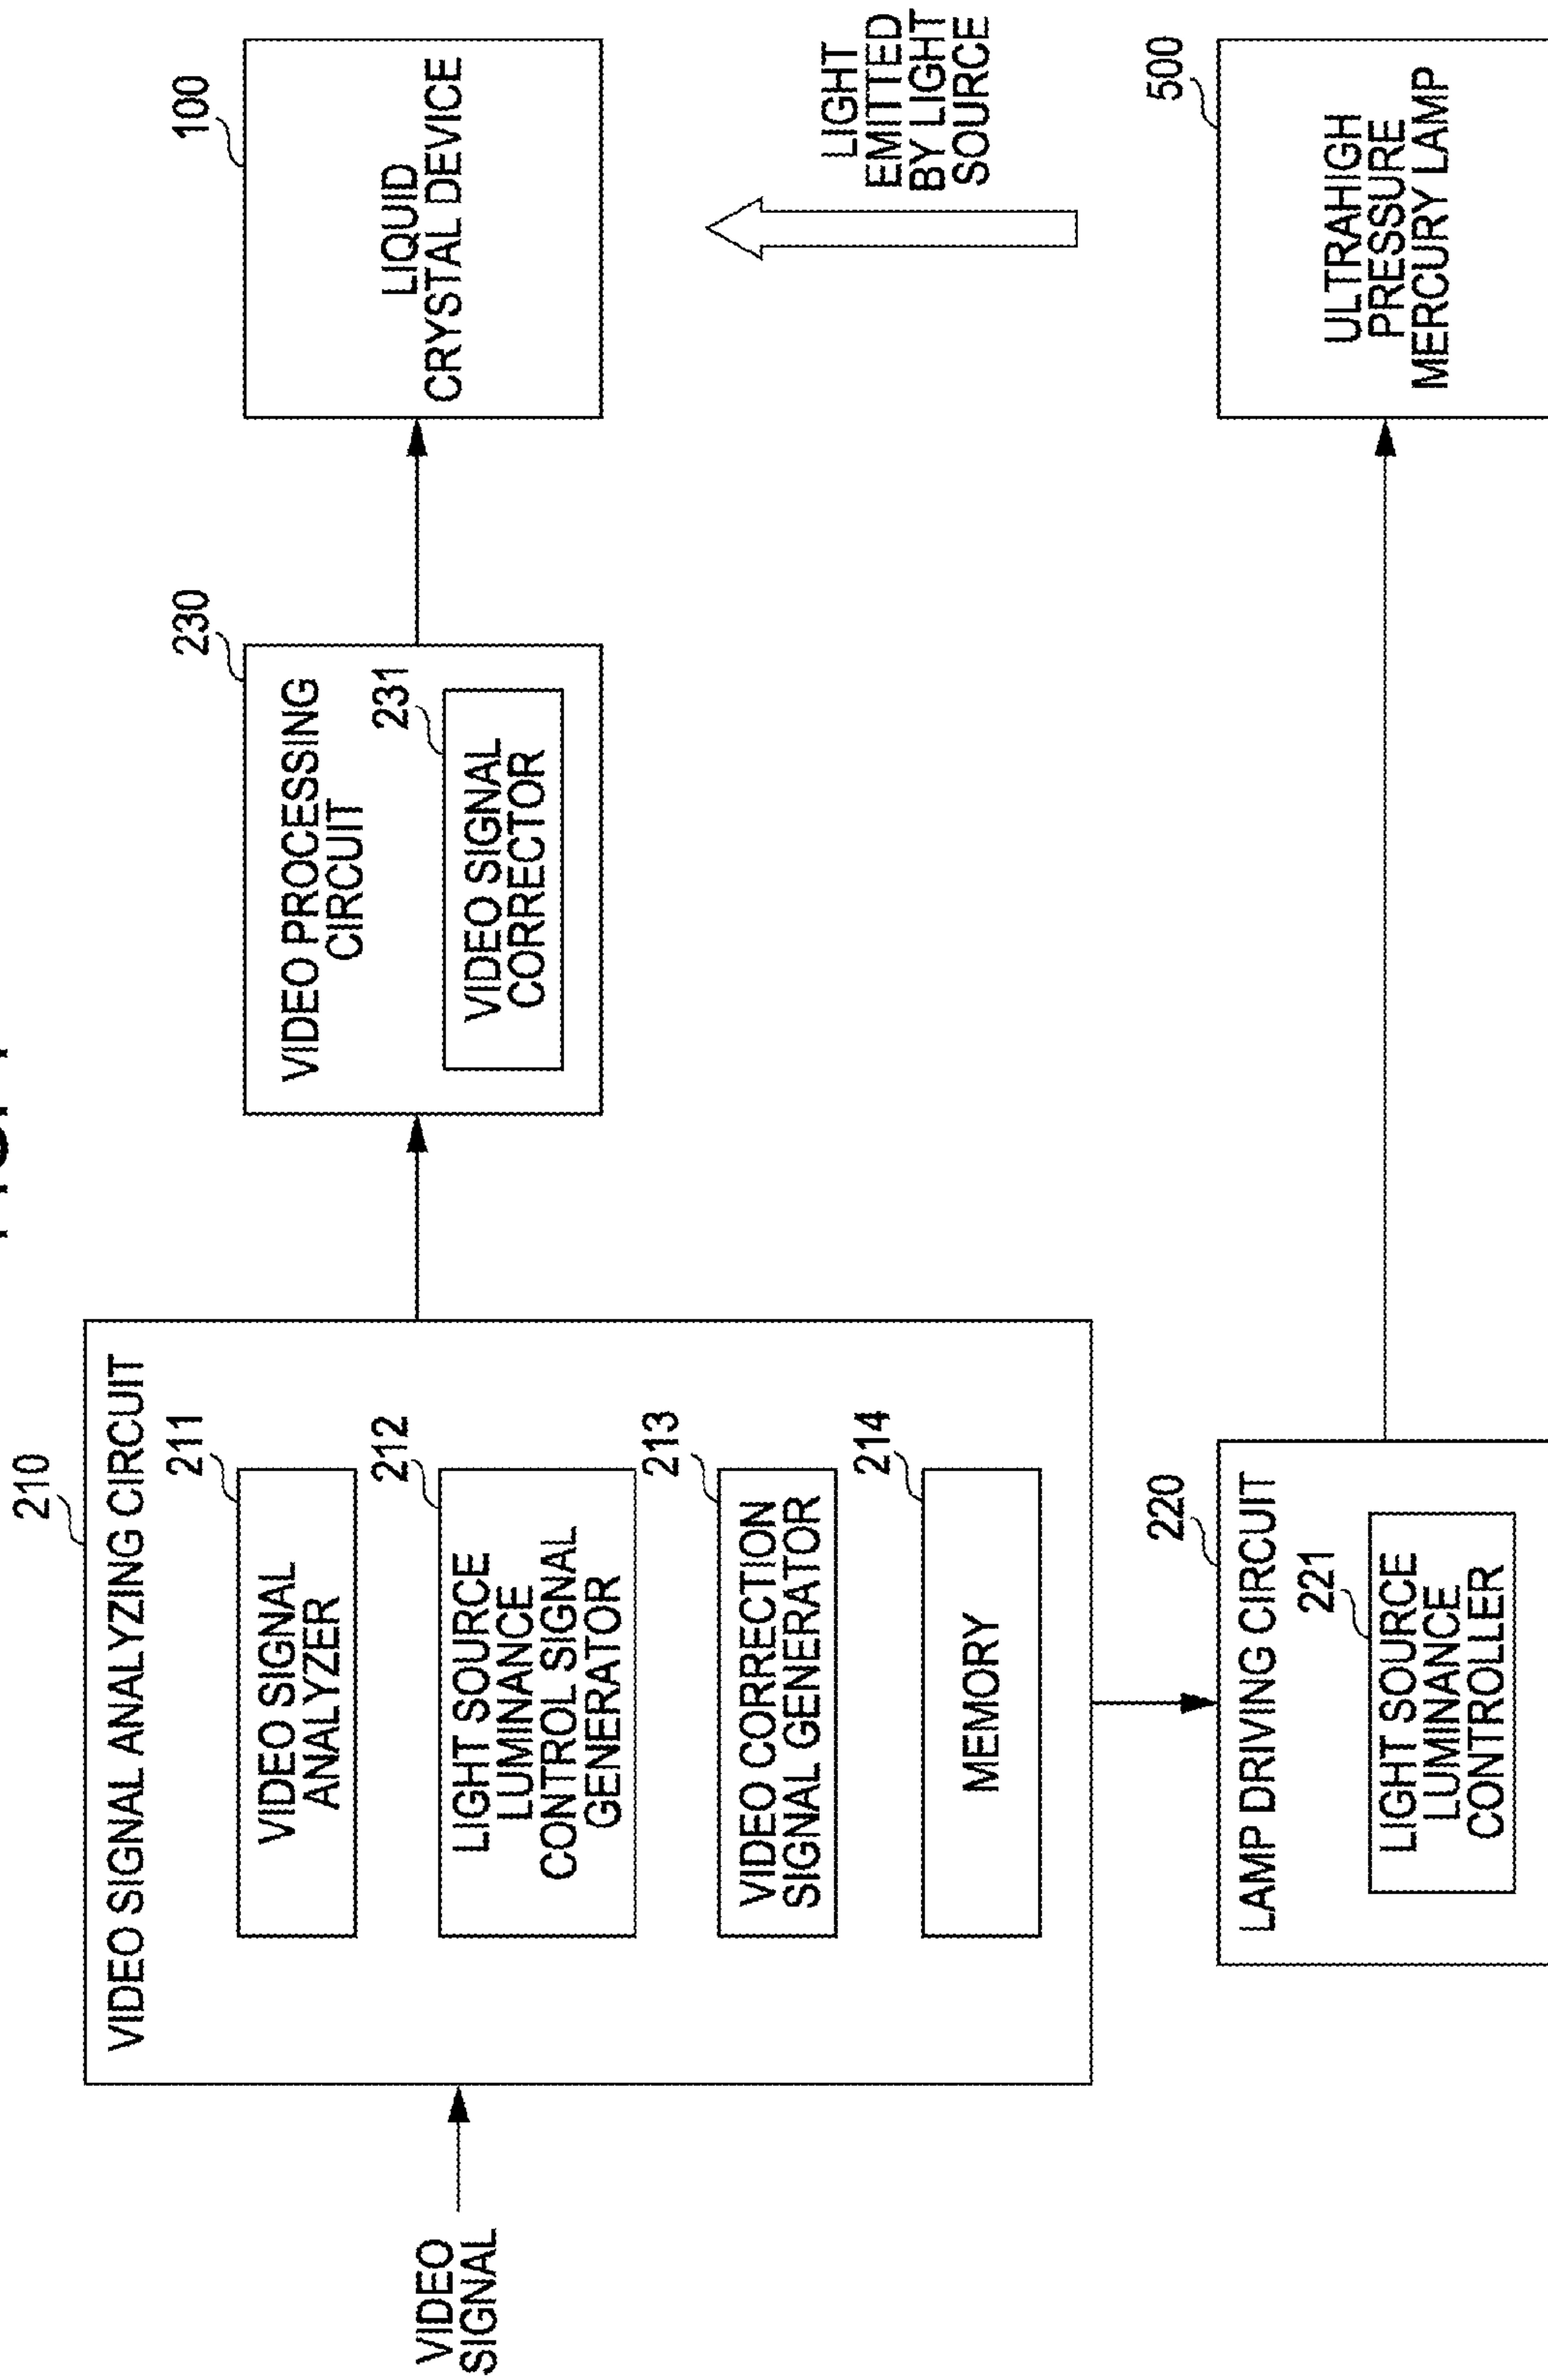 210
VIDEO SIGNAL ANALYZING CIRCUIT
211
VIDEO SIGNAL
ANALYZER
212
LIGHT SOURCE
LUMINANCE
CONTROL SIGNAL
GENERATOR
213
VIDEO CORRECTION
SIGNAL GENERATOR
214
MEMORY
VIDEO
SIGNAL
230
VIDEO PROCESSING
CIRCUIT
231
VIDEO SIGNAL
CORRECTOR
100
LIQUID
CRYSTAL DEVICE
LIGHT
EMITTED
BY LIGHT
SOURCE
220
LAMP DRIVING CIRCUIT
221
LIGHT SOURCE
LUMINANCE
CONTROLLER
500
ULTRAHIGH
PRESSURE
MERCURY LAMP